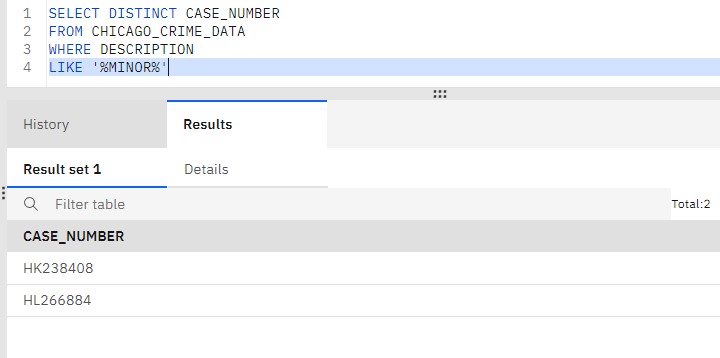 1 SELECT DISTINCT CASE_NUMBER
2 FROM CHICAGO_CRIME_DATA
3 WHERE DESCRIPTION
4 LIKE '%MINOR%'
History Results
Result set 1 Details
Filter table Total:2
CASE_NUMBER
HK238408
HL266884